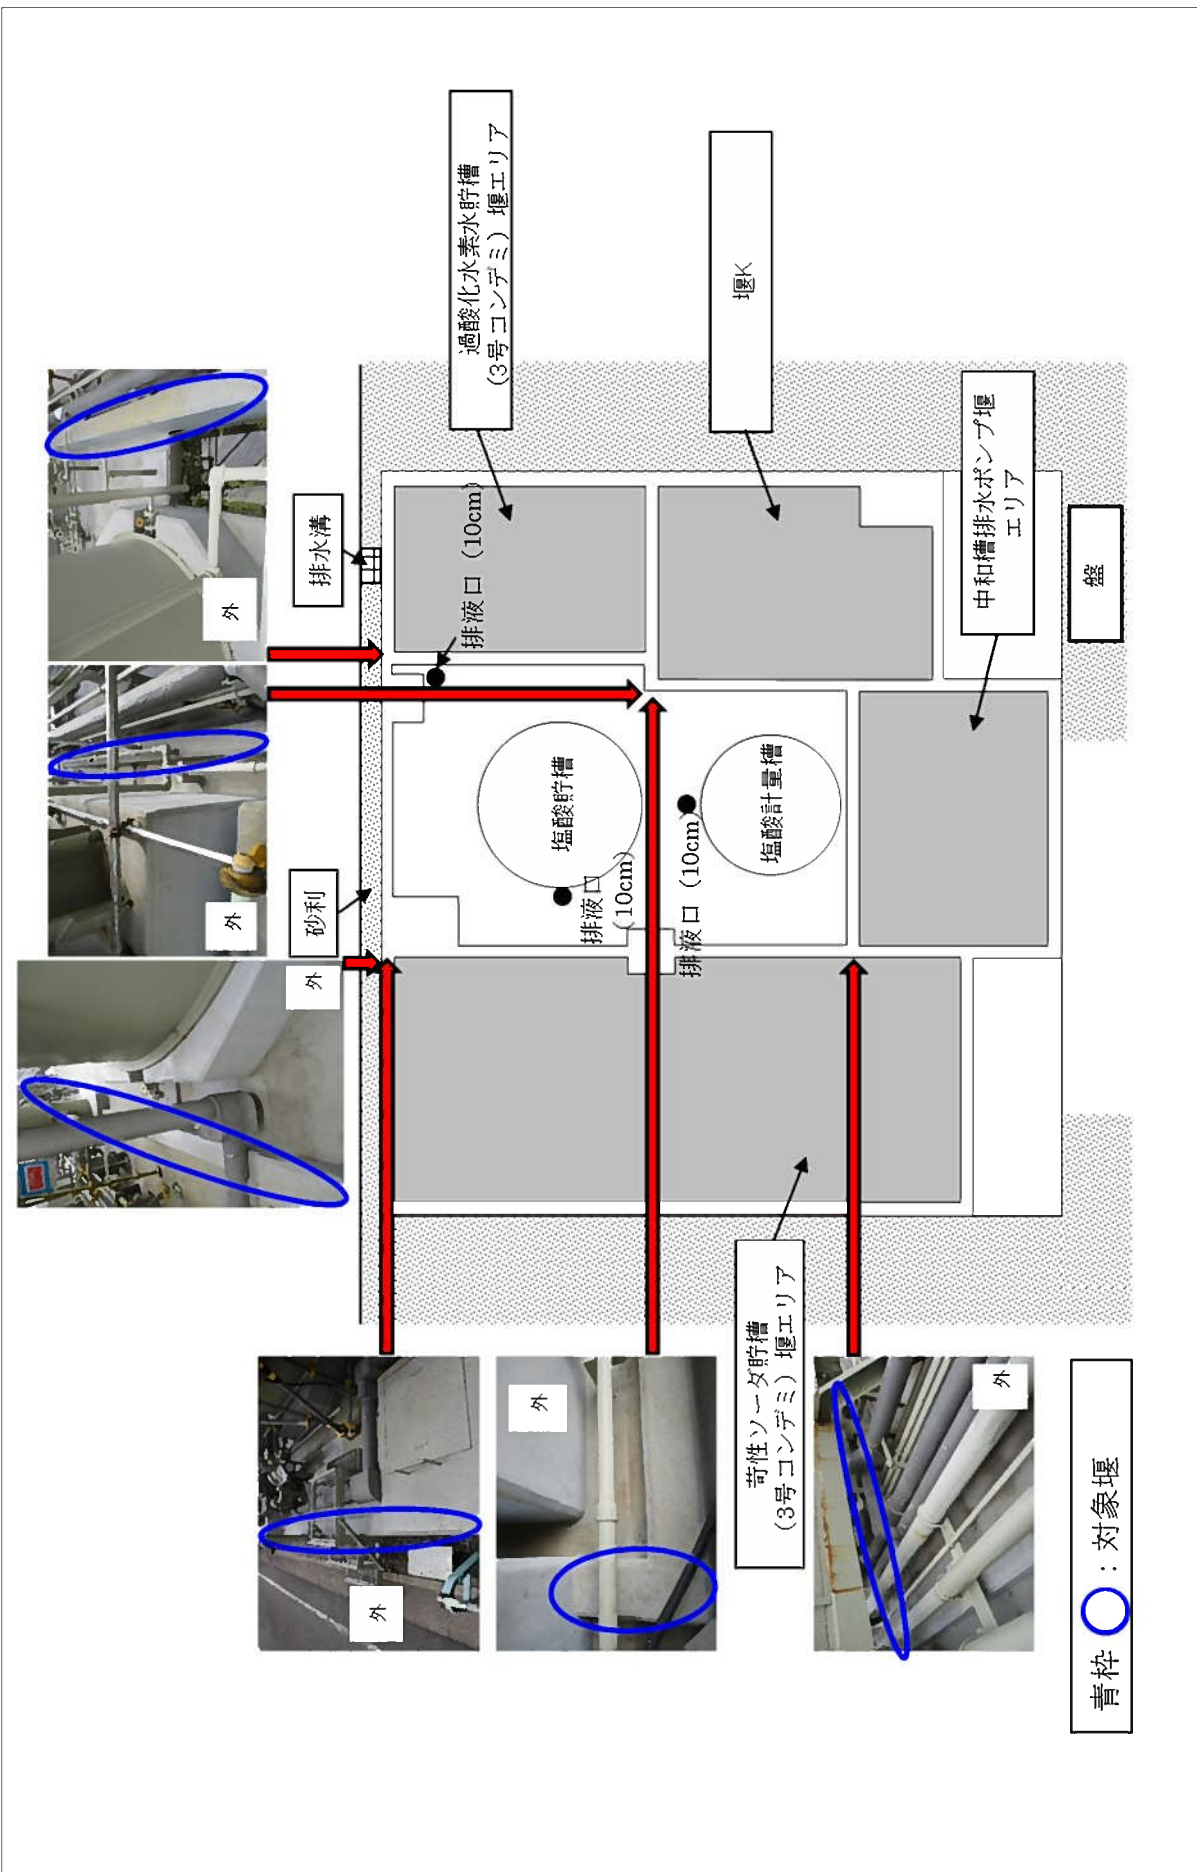 外
外
外
砂利
排水溝
外
排液口（10cm）
過酸化水素水貯槽
(3号コンデミ）堰エリア
外
塩酸貯槽
排液口
（10cm）
排液口（10cm）
堰K
苛性ソーダ貯槽
(3号コンデミ）堰エリア
塩酸計量槽
外
中和槽排水ポンプ堰
エリア
盤
青枠 ：対象堰